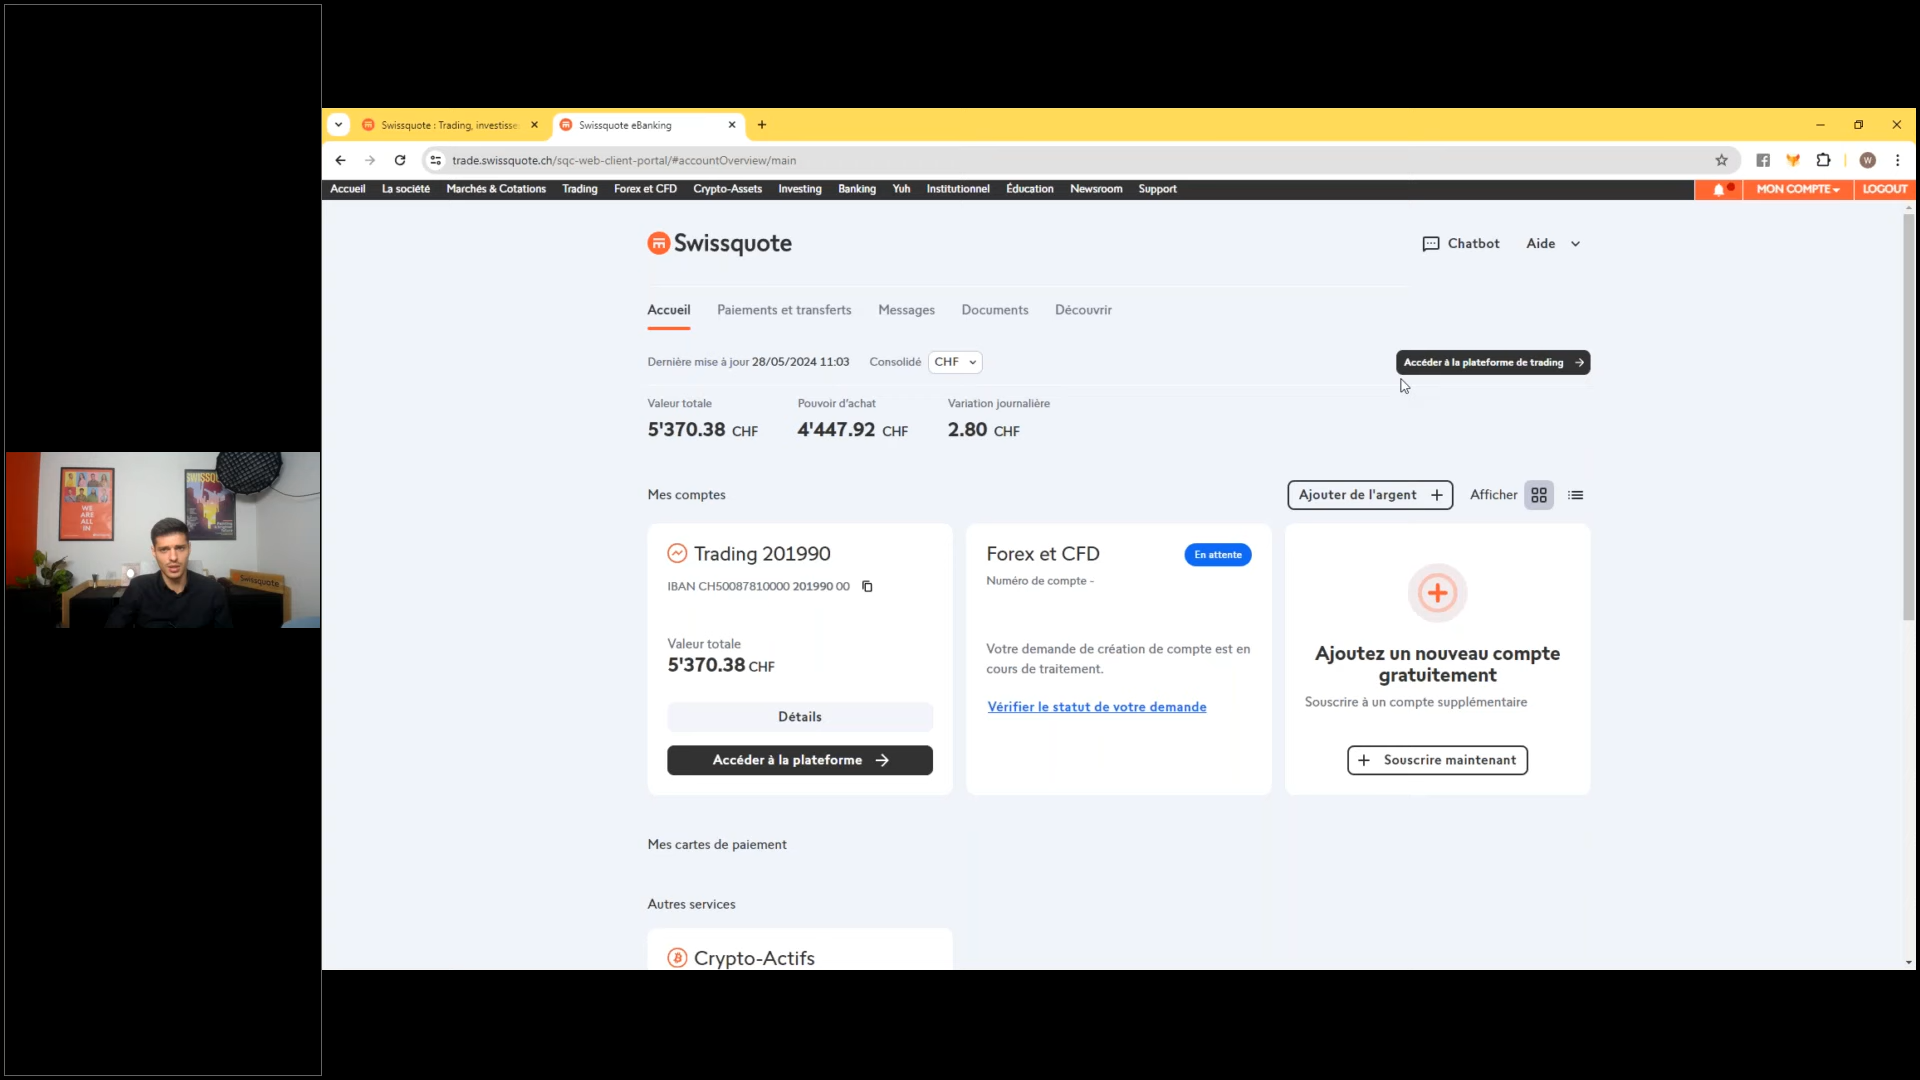 Swissquote : Trading, investisse
Swissquote eBanking
trade.swissquote.ch/sqc-web-client-portal/#accountOverview/main
W
Accueil La société Marchés & Cotations Trading Forex et CFD Crypto-Assets Investing Banking Yuh Institutionnel Éducation Newsroom Support
MON COMPTE LOGOUT
Swissquote
Chatbot Aide
Accueil Paiements et transferts Messages Documents Découvrir
Dernière mise à jour 28/05/2024 11:03 Consolidé CHF
Accéder à la plateforme de trading
Valeur totale Pouvoir d'achat Variation journalière
5'370.38 CHF 4'447.92 CHF 2.80 CHF
Mes comptes
Ajouter de l'argent
Afficher
Trading 201990
IBAN CH50087810000 201990 00
Valeur totale
5'370.38 CHF
Détails
Accéder à la plateforme
Forex et CFD
En attente
Numéro de compte -
Votre demande de création de compte est en
cours de traitement.
Vérifier le statut de votre demande
Ajoutez un nouveau compte
gratuitement
Souscrire à un compte supplémentaire
Souscrire maintenant
Mes cartes de paiement
Autres services
Crypto-Actifs
WE
ARE
ALL
IN
SWISSQU
Swissquote